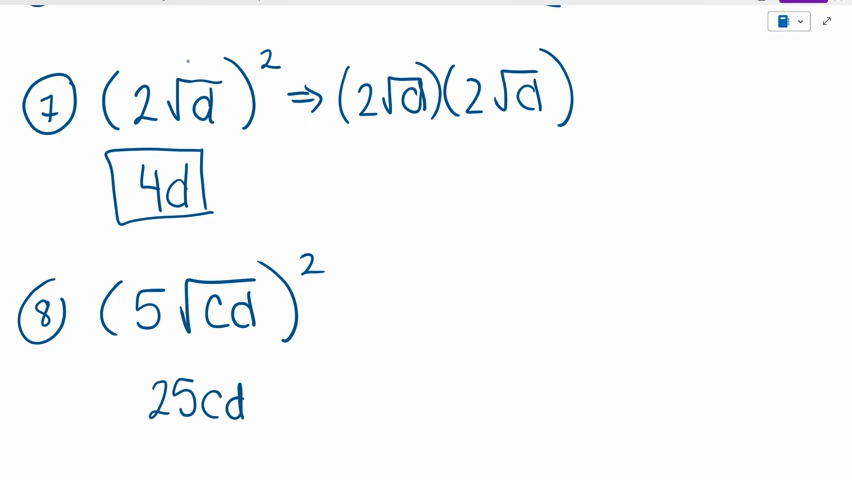 ⑦ (2√d)² ⇒ (2√d)(2√d)
4d
⑧ (5√cd)²
25cd